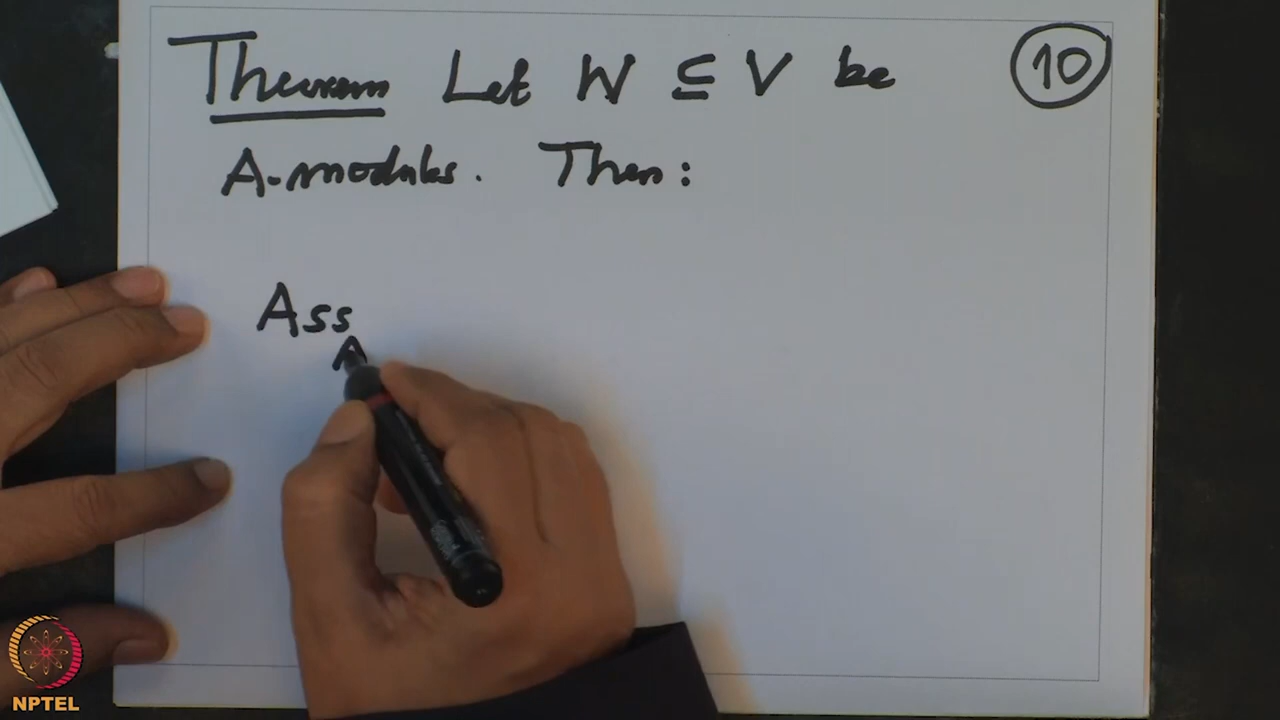 Theorem Let W ⊆ V be
10
A-modules. Then:
Ass
A
NPTEL